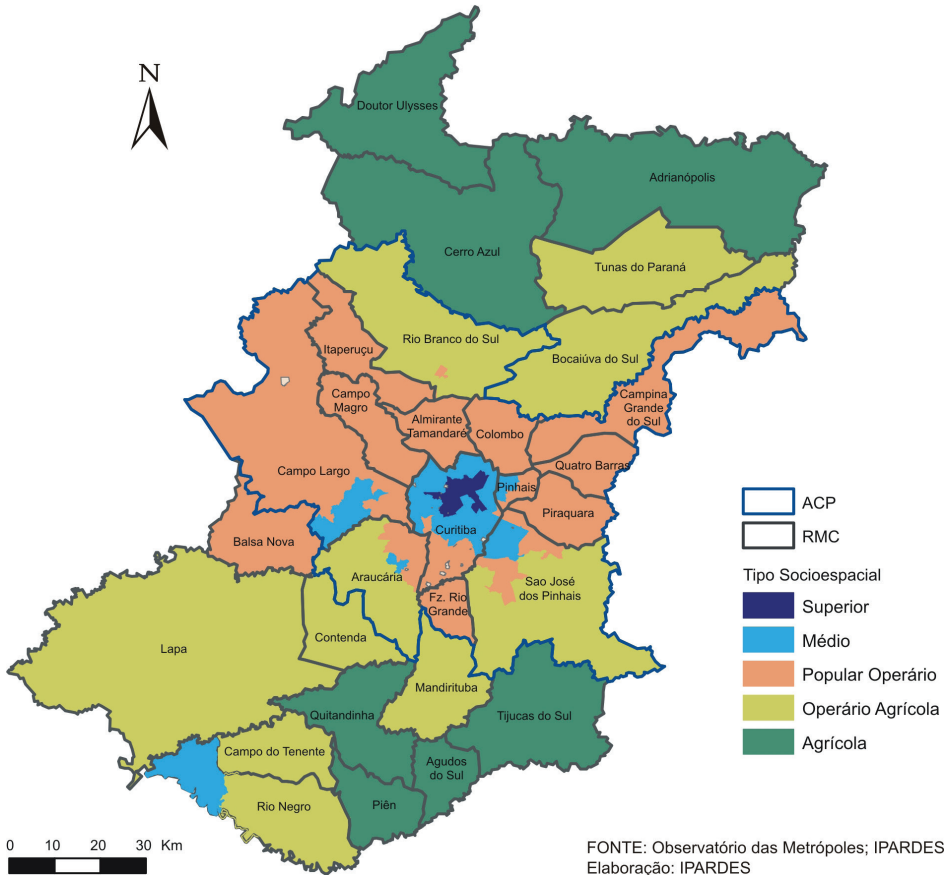 N
Doutor Ulysses
Adrianópolis
Cerro Azul
Tunas do Paraná
Rio Branco do Sul
Itaperuçu
Bocaiúva do Sul
Campo
Magro
Campina
Grande
do Sul
Almirante
Tamandaré
Colombo
Campo Largo
Quatro Barras
Pinhais
Piraquara
Curitiba
Balsa Nova
Araucária
Sao José
dos Pinhais
Fz. Rio
Grande
Contenda
Lapa
Mandirituba
Quitandinha
Tijucas do Sul
Campo do Tenente
Agudos
do Sul
Rio Negro
Piên
ACP
RMC
Tipo Socioespacial
Superior
Médio
Popular Operário
Operário Agrícola
Agrícola
0 10 20 30 Km
FONTE: Observatório das Metrópoles; IPARDES
Elaboração: IPARDES